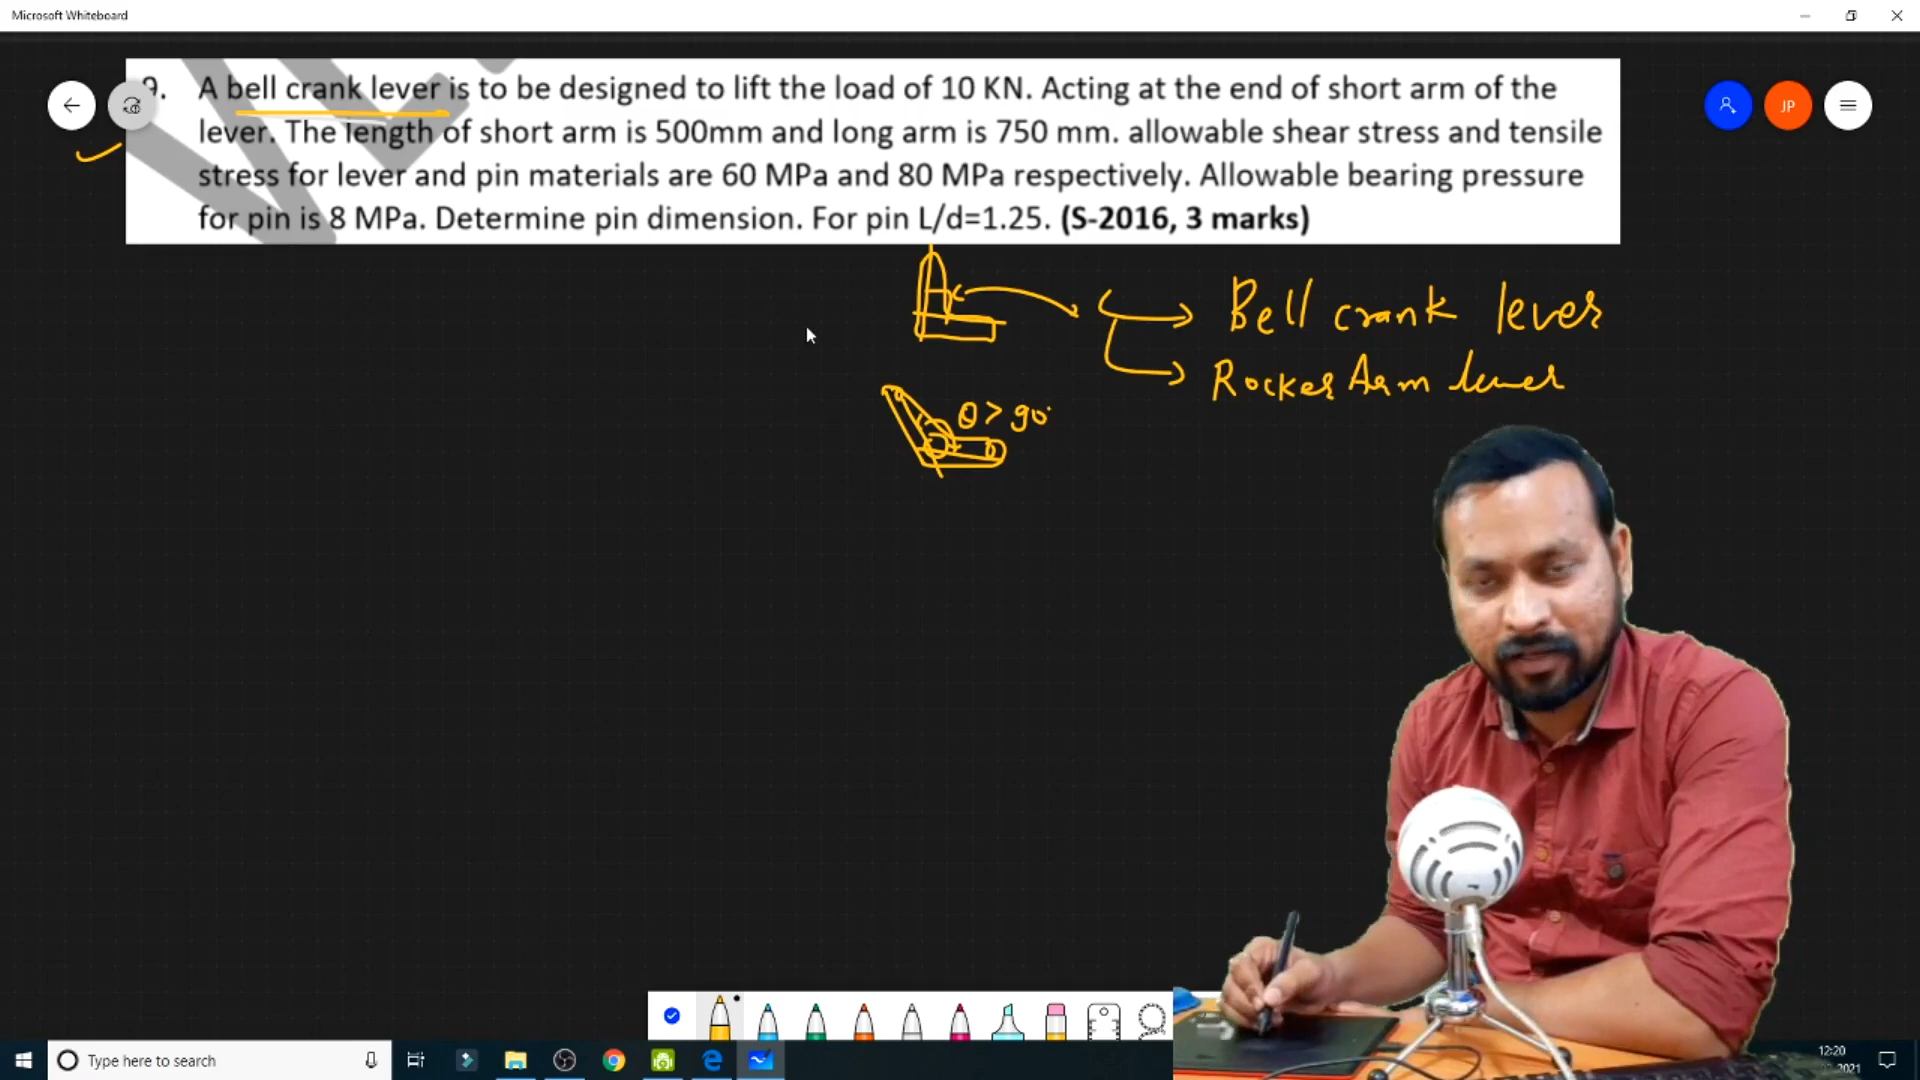 Microsoft Whiteboard
9. A bell crank lever is to be designed to lift the load of 10 KN. Acting at the end of short arm of the
lever. The length of short arm is 500mm and long arm is 750 mm. allowable shear stress and tensile
stress for lever and pin materials are 60 MPa and 80 MPa respectively. Allowable bearing pressure
for pin is 8 MPa. Determine pin dimension. For pin L/d=1.25. (S-2016, 3 marks)
JP
Bell crank lever
Rocker Arm lever
θ > 90°
Type here to search
12:20
2021